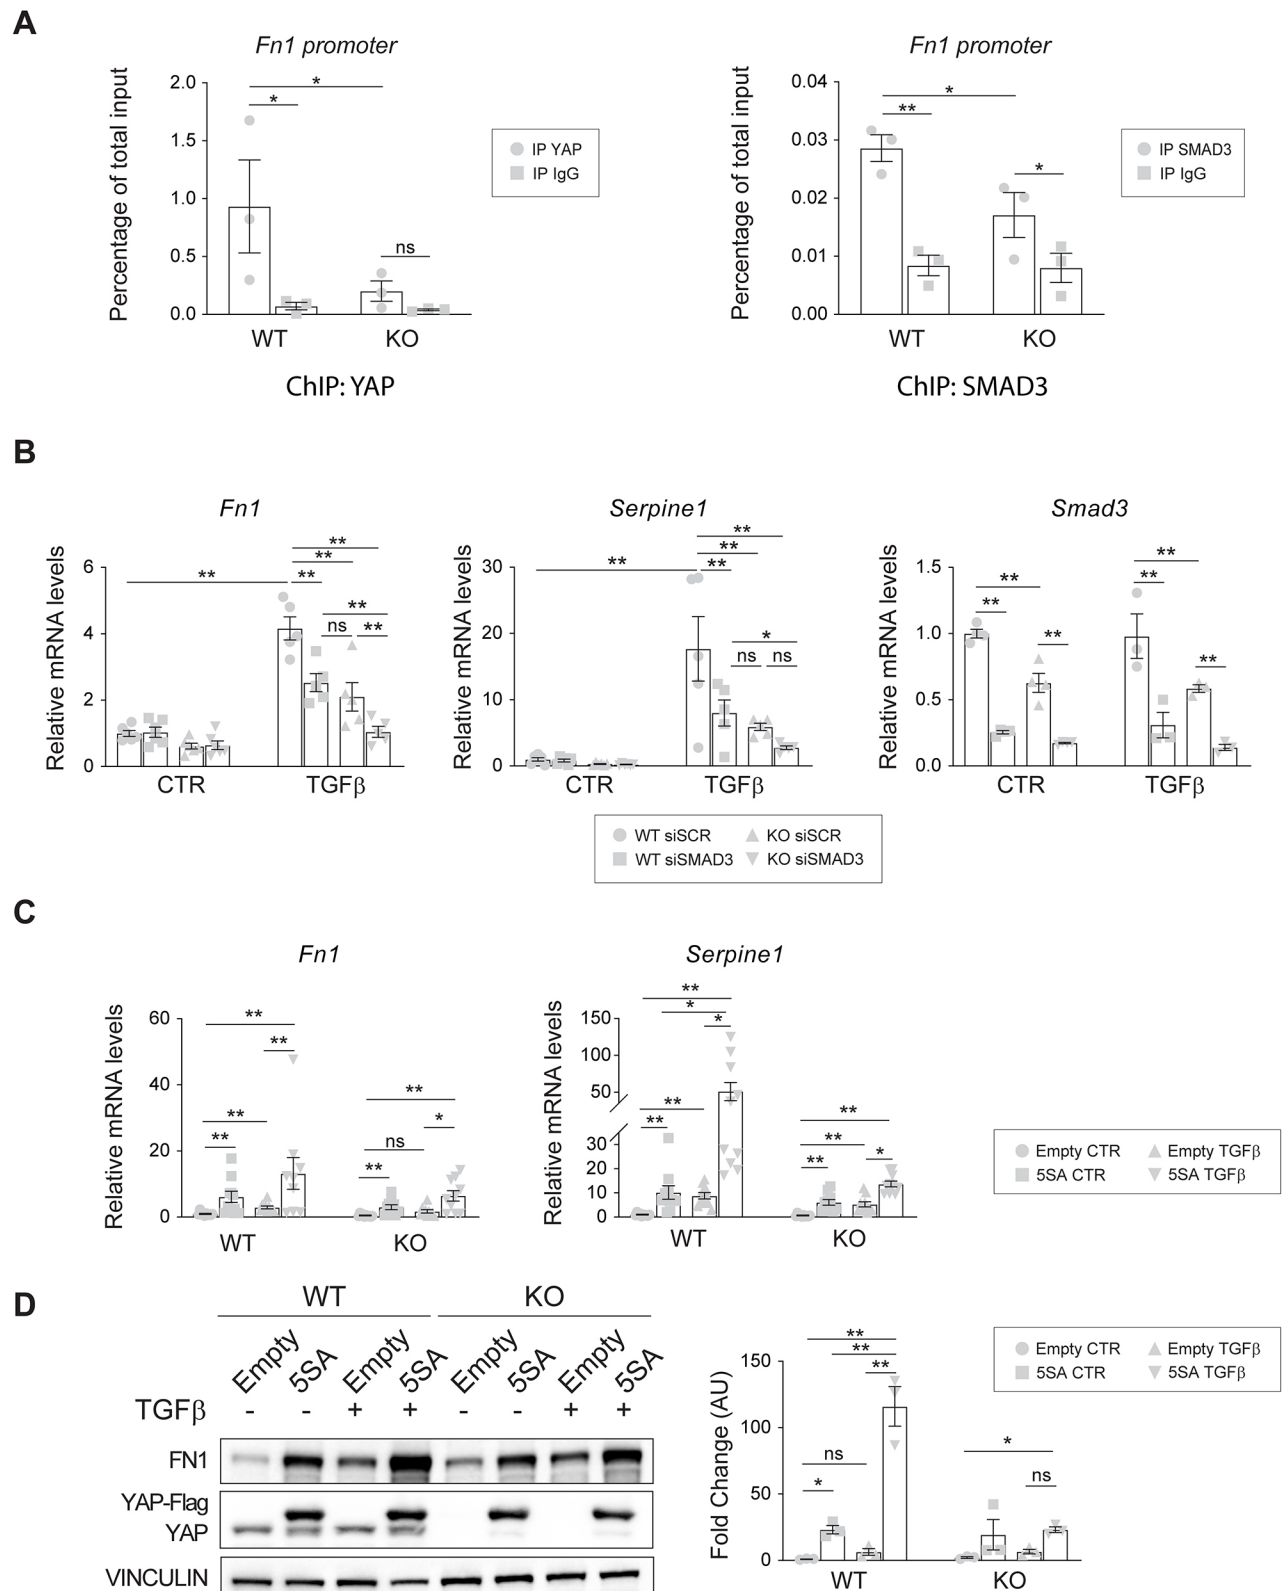 A
Fn1 promoter
Percentage of total input
2.0
1.5
1.0
0.5
0.0
*
*
ns
WT
KO
IP YAP
IP IgG
ChIP: YAP
Fn1 promoter
Percentage of total input
0.04
0.03
0.02
0.01
0.00
*
**
*
WT
KO
IP SMAD3
IP IgG
ChIP: SMAD3
B
Fn1
Relative mRNA levels
6
4
2
0
**
**
**
**
**
ns
**
CTR
TGFβ
Serpine1
Relative mRNA levels
30
20
10
0
**
**
**
**
*
ns
ns
CTR
TGFβ
Smad3
Relative mRNA levels
1.5
1.0
0.5
0.0
**
**
**
**
**
**
CTR
TGFβ
WT siSCR
KO siSCR
WT siSMAD3
KO siSMAD3
C
Fn1
Relative mRNA levels
60
40
20
0
**
**
**
**
**
*
ns
**
WT
KO
Serpine1
Relative mRNA levels
150
100
50
30
20
10
0
**
*
*
**
**
**
**
**
*
WT
KO
Empty CTR
Empty TGFβ
5SA CTR
5SA TGFβ
D
WT
KO
Empty 5SA Empty 5SA Empty 5SA Empty 5SA
TGFβ - - + + - - + +
FN1
YAP-Flag
YAP
VINCULIN
Fold Change (AU)
150
100
50
0
**
**
**
ns
*
*
ns
WT
KO
Empty CTR
Empty TGFβ
5SA CTR
5SA TGFβ